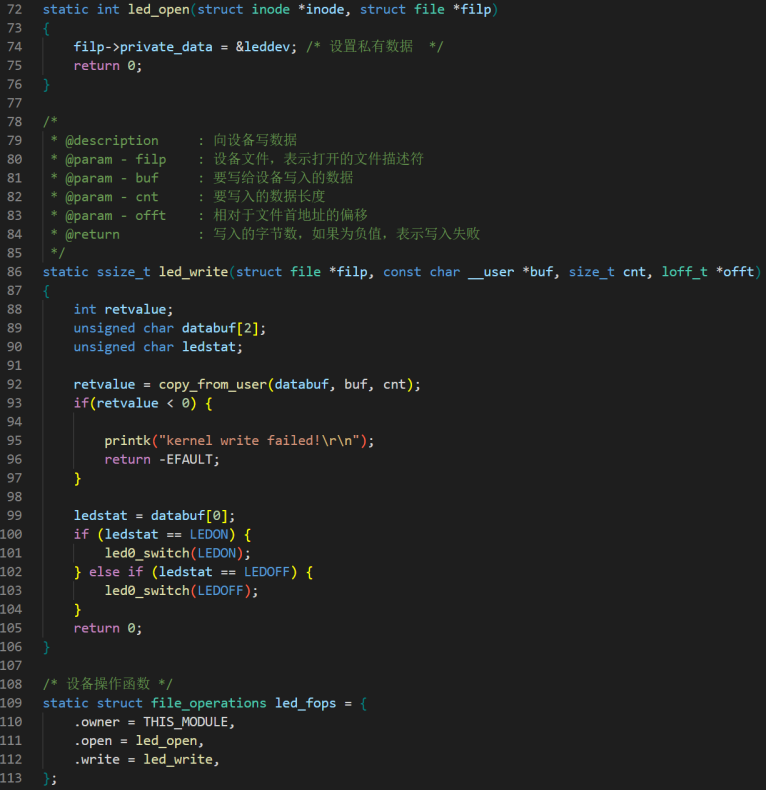 72 static int led_open(struct inode *inode, struct file *filp)
73 {
74     filp->private_data = &leddev; /* 设置私有数据  */
75     return 0;
76 }
77
78 /*
79  * @description     : 向设备写数据
80  * @param - filp    : 设备文件，表示打开的文件描述符
81  * @param - buf     : 要写给设备写入的数据
82  * @param - cnt     : 要写入的数据长度
83  * @param - offt    : 相对于文件首地址的偏移
84  * @return          : 写入的字节数，如果为负值，表示写入失败
85  */
86 static ssize_t led_write(struct file *filp, const char __user *buf, size_t cnt, loff_t *offt)
87 {
88     int retvalue;
89     unsigned char databuf[2];
90     unsigned char ledstat;
91
92     retvalue = copy_from_user(databuf, buf, cnt);
93     if(retvalue < 0) {
94
95         printk("kernel write failed!\r\n");
96         return -EFAULT;
97     }
98
99     ledstat = databuf[0];
100     if (ledstat == LEDON) {
101         led0_switch(LEDON);
102     } else if (ledstat == LEDOFF) {
103         led0_switch(LEDOFF);
104     }
105     return 0;
106 }
107
108 /* 设备操作函数 */
109 static struct file_operations led_fops = {
110     .owner = THIS_MODULE,
111     .open = led_open,
112     .write = led_write,
113 };